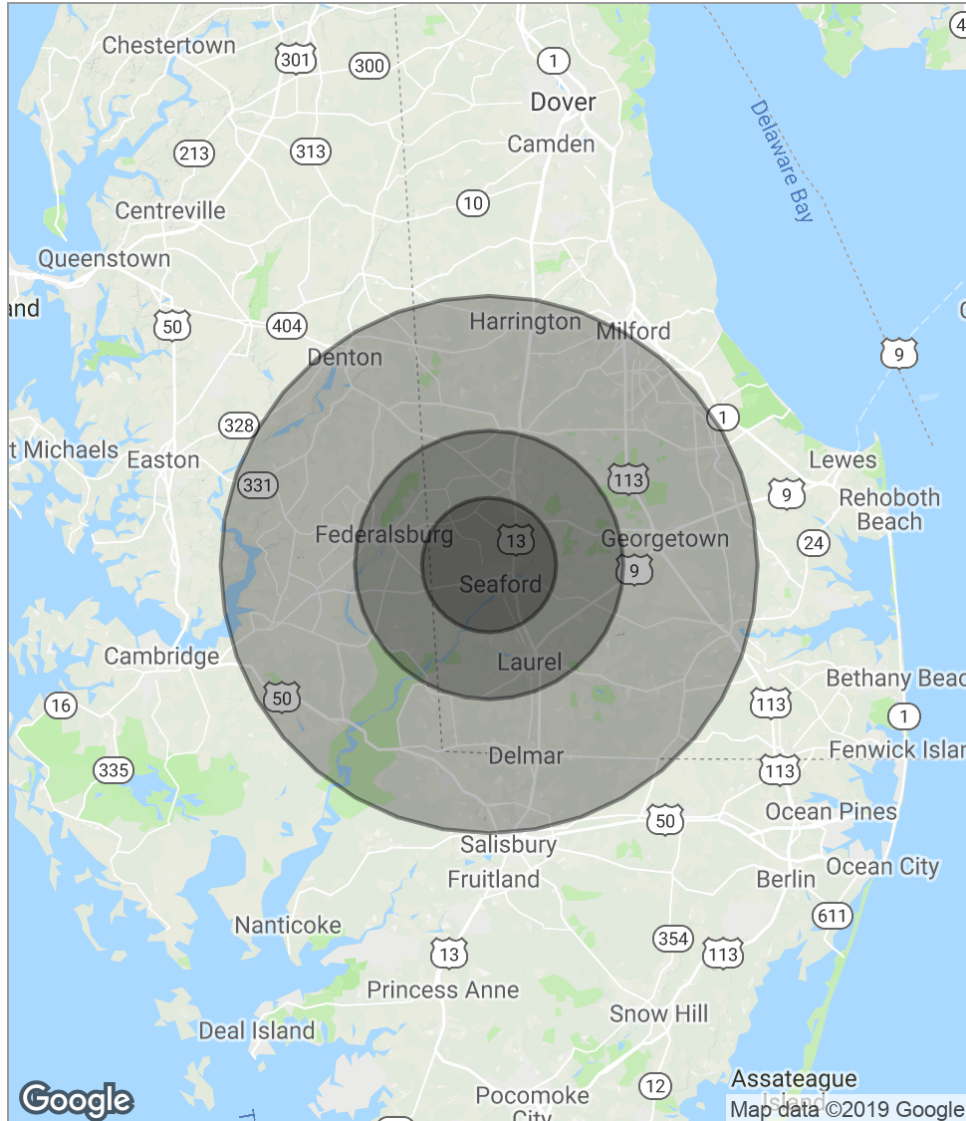 Chestertown
301
300
1
4
Dover
Camden
213
313
Delaware Bay
10
Centreville
Queenstown
and
50
404
Harrington
Milford
Denton
9
328
1
t Michaels
Easton
331
113
Lewes
9
Rehoboth
Beach
Federalsburg
13
Georgetown
24
9
Seaford
Cambridge
Laurel
Bethany Beac
50
16
113
1
Delmar
Fenwick Islan
335
113
50
Ocean Pines
Salisbury
Fruitland
Berlin
Ocean City
Nanticoke
611
354
13
113
Princess Anne
Deal Island
Snow Hill
12
Assateague
Island
Pocomoke
City
Google
Map data ©2019 Google